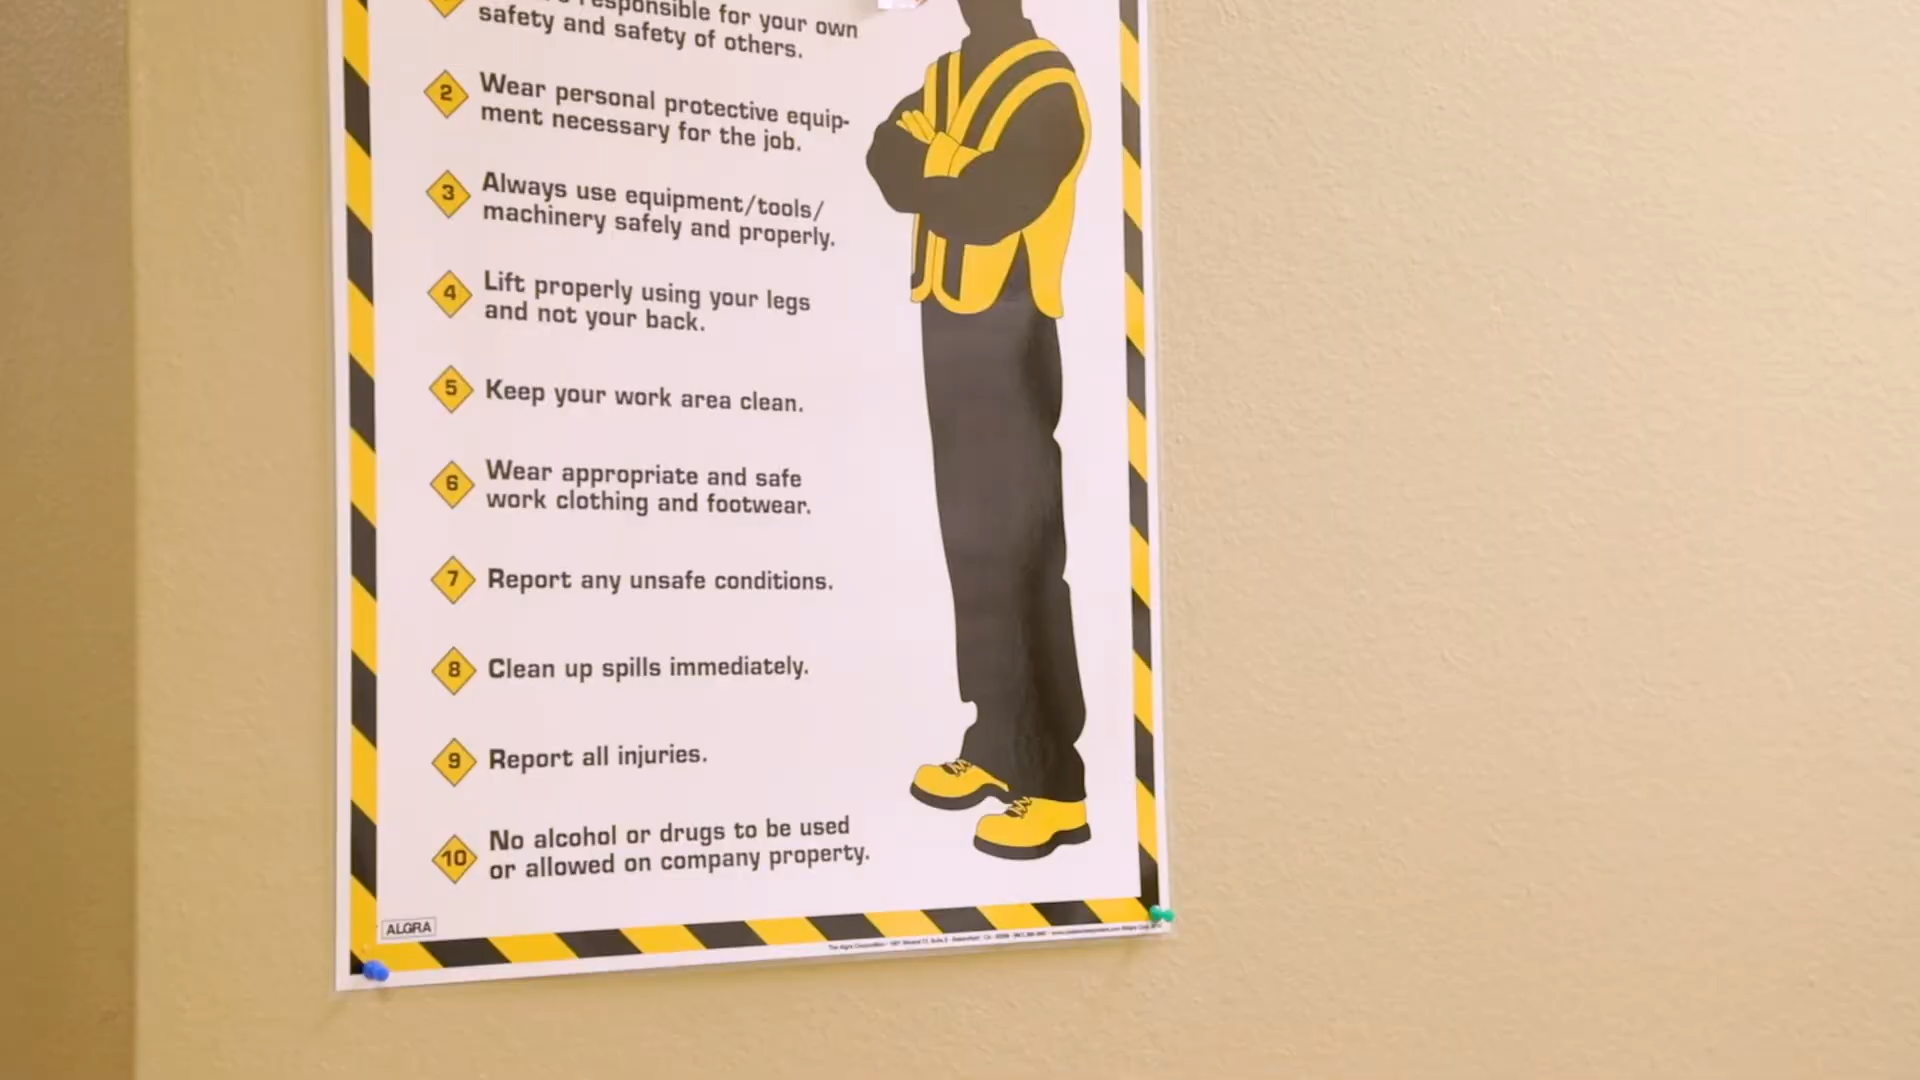 responsible for your own
safety and safety of others.
2
Wear personal protective equip-
ment necessary for the job.
3
Always use equipment/tools/
machinery safely and properly.
4
Lift properly using your legs
and not your back.
5
Keep your work area clean.
6
Wear appropriate and safe
work clothing and footwear.
7
Report any unsafe conditions.
8
Clean up spills immediately.
9
Report all injuries.
10
No alcohol or drugs to be used
or allowed on company property.
ALGRA